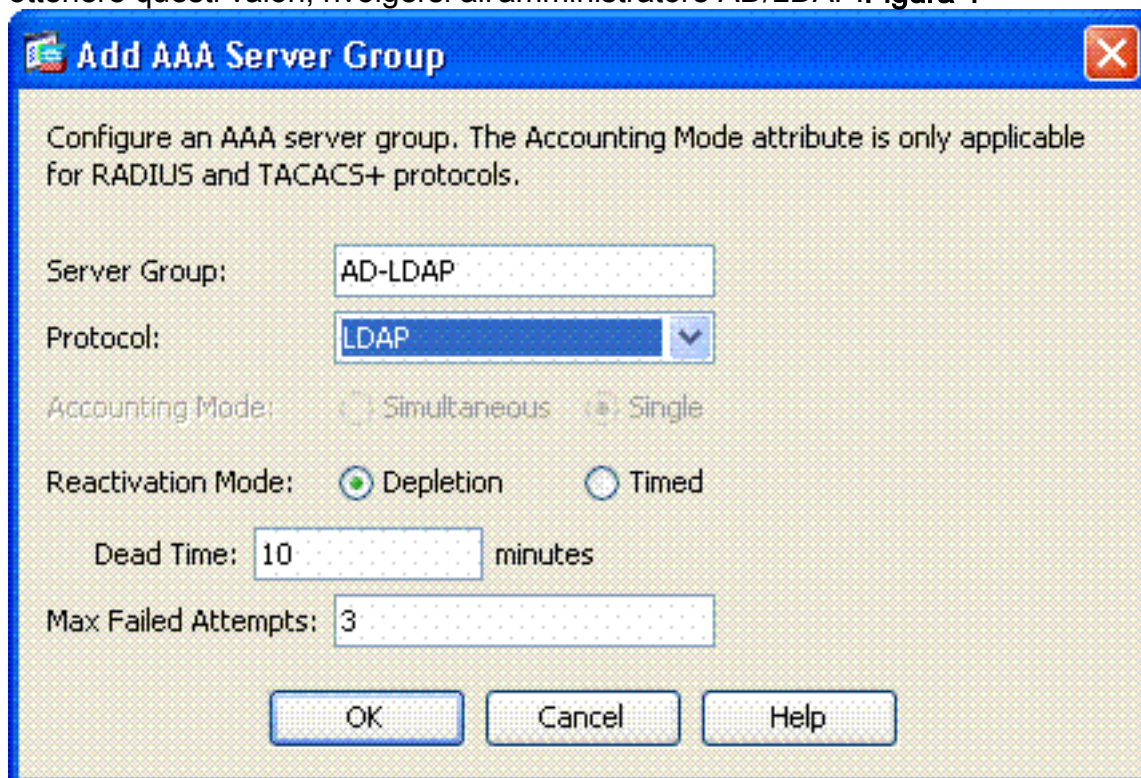 Add AAA Server Group
Configure an AAA server group. The Accounting Mode attribute is only applicable
for RADIUS and TACACS+ protocols.
Server Group: AD-LDAP
Protocol: LDAP
Accounting Mode: Simultaneous Single
Reactivation Mode: Depletion Timed
Dead Time: 10 minutes
Max Failed Attempts: 3
OK Cancel Help